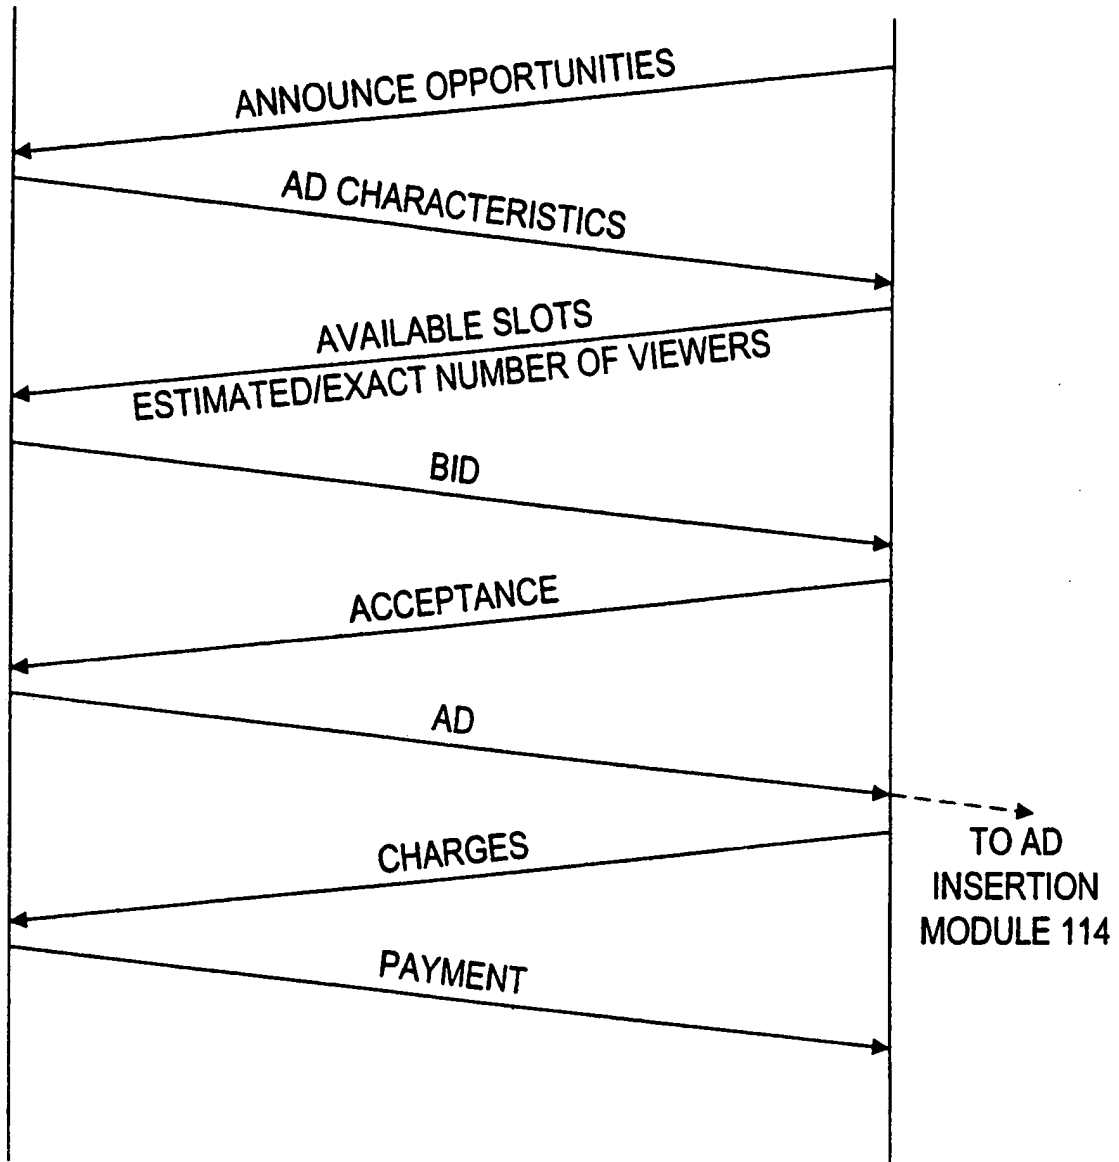 ANNOUNCE OPPORTUNITIES
AD CHARACTERISTICS
AVAILABLE SLOTS
ESTIMATED/EXACT NUMBER OF VIEWERS
BID
ACCEPTANCE
AD
TO AD
INSERTION
MODULE 114
CHARGES
PAYMENT